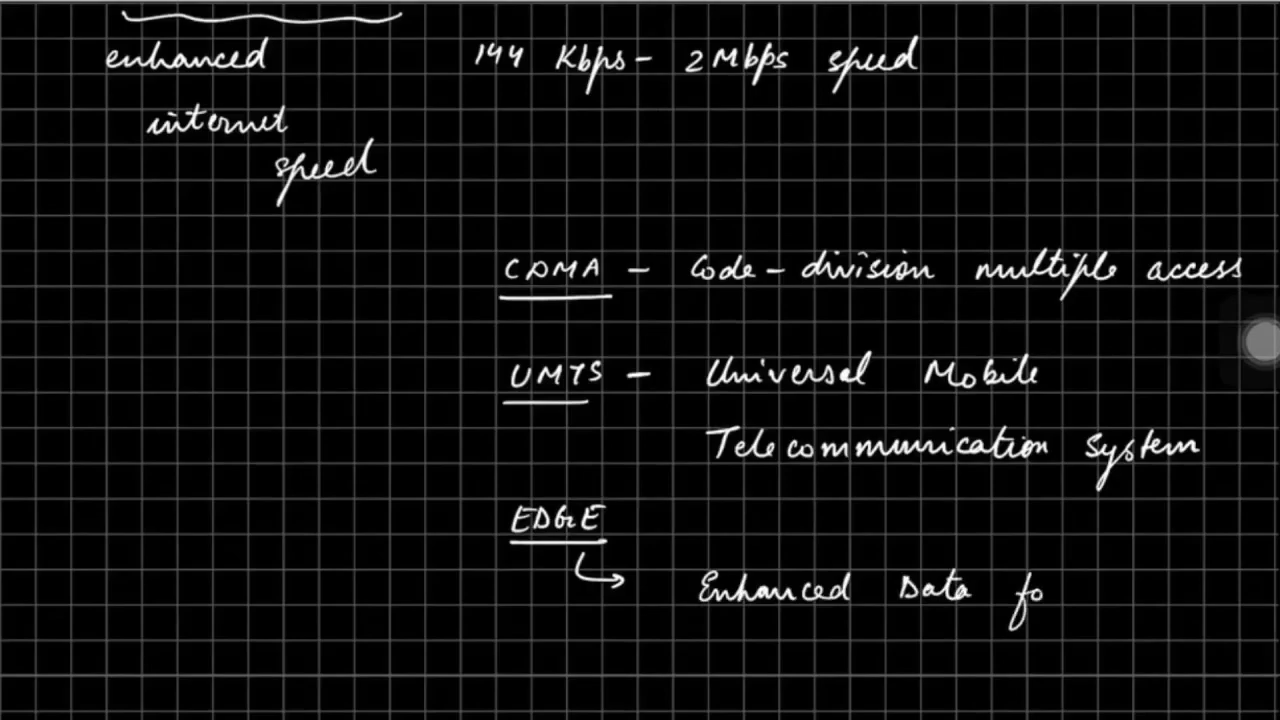 enhanced 144 Kbps - 2 Mbps speed
internet
speed
CDMA - Code-division multiple access
UMTS - Universal Mobile
Telecommunication System
EDGE
Enhanced Data fo